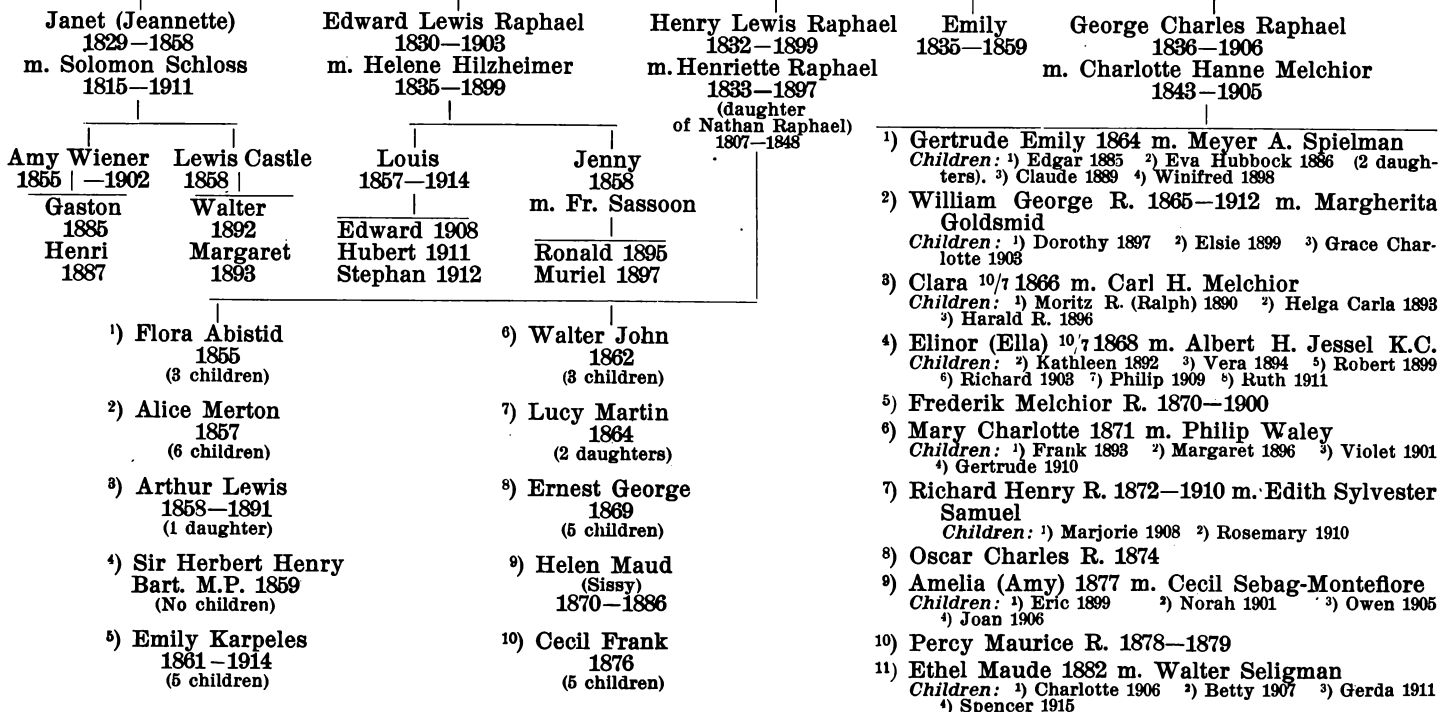 Janet (Jeannette)
1829—1858
m. Solomon Schloss
1815—1911
Amy Wiener
1855 | —1902
Gaston
1885
Henri
1887
Lewis Castle
1858 |
Walter
1892
Margaret
1893
Edward Lewis Raphael
1830—1903
m. Helene Hilzheimer
1835—1899
Louis
1857—1914
Edward 1908
Hubert 1911
Stephan 1912
Jenny
1858
m. Fr. Sassoon
Ronald 1895
Muriel 1897
Henry Lewis Raphael
1832—1899
m. Henriette Raphael
1833—1897
(daughter
of Nathan Raphael)
1807—1848
¹) Flora Abistid
1855
(3 children)
²) Alice Merton
1857
(6 children)
³) Arthur Lewis
1858—1891
(1 daughter)
⁴) Sir Herbert Henry
Bart. M.P. 1859
(No children)
⁵) Emily Karpeles
1861—1914
(5 children)
⁶) Walter John
1862
(3 children)
⁷) Lucy Martin
1864
(2 daughters)
⁸) Ernest George
1869
(5 children)
⁹) Helen Maud
(Sissy)
1870—1886
¹⁰) Cecil Frank
1876
(5 children)
Emily
1835—1859
George Charles Raphael
1836—1906
m. Charlotte Hanne Melchior
1843—1905
¹) Gertrude Emily 1864 m. Meyer A. Spielman
Children: ¹) Edgar 1885 ²) Eva Hubbock 1886 (2 daugh-
ters). ³) Claude 1889 ⁴) Winifred 1898
²) William George R. 1865—1912 m. Margherita
Goldsmid
Children: ¹) Dorothy 1897 ²) Elsie 1899 ³) Grace Char-
lotte 1903
³) Clara 10/7 1866 m. Carl H. Melchior
Children: ¹) Moritz R. (Ralph) 1890 ²) Helga Carla 1893
³) Harald R. 1896
⁴) Elinor (Ella) 10/7 1868 m. Albert H. Jessel K.C.
Children: ²) Kathleen 1892 ³) Vera 1894 ⁵) Robert 1899
⁶) Richard 1903 ⁷) Philip 1909 ⁸) Ruth 1911
⁵) Frederik Melchior R. 1870—1900
⁶) Mary Charlotte 1871 m. Philip Waley
Children: ¹) Frank 1893 ²) Margaret 1896 ³) Violet 1901
⁴) Gertrude 1910
⁷) Richard Henry R. 1872—1910 m. Edith Sylvester
Samuel
Children: ¹) Marjorie 1908 ²) Rosemary 1910
⁸) Oscar Charles R. 1874
⁹) Amelia (Amy) 1877 m. Cecil Sebag-Montefiore
Children: ¹) Eric 1899 ²) Norah 1901 ³) Owen 1905
⁴) Joan 1906
¹⁰) Percy Maurice R. 1878—1879
¹¹) Ethel Maude 1882 m. Walter Seligman
Children: ¹) Charlotte 1906 ²) Betty 1907 ³) Gerda 1911
⁴) Spencer 1915